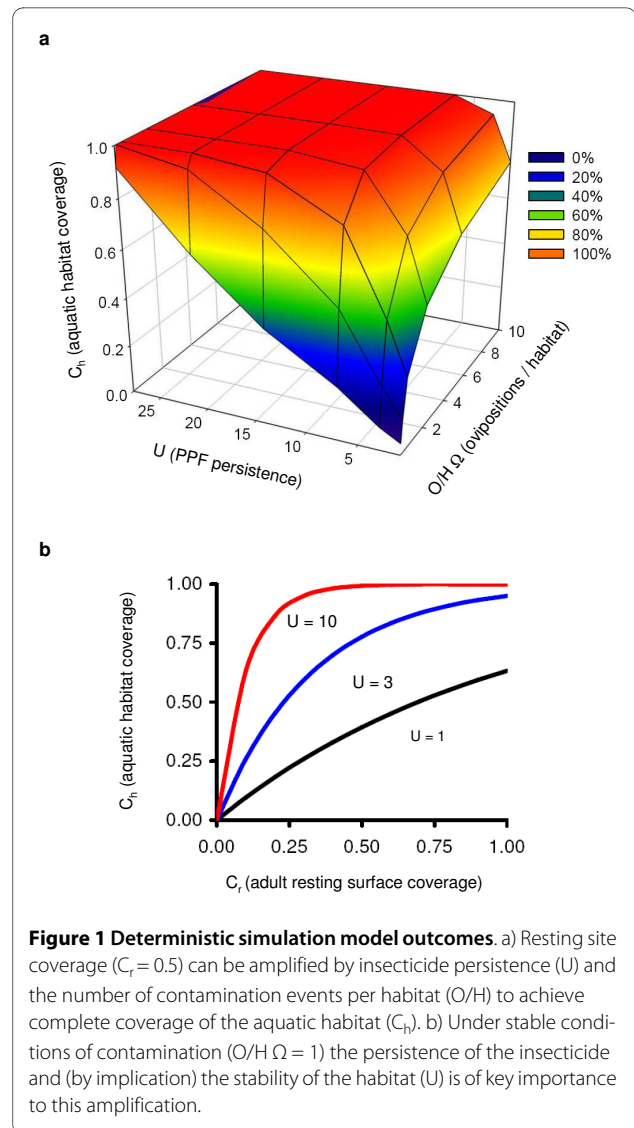 a
1.0
0.8
0.6
0.4
0.2
0.0
C_h (aquatic habitat coverage)
25
20
15
10
5
U (PPF persistence)
2
4
6
8
10
O/H Ω (ovipositions / habitat)
0%
20%
40%
60%
80%
100%
b
1.00
0.75
0.50
0.25
0.00
C_h (aquatic habitat coverage)
U = 10
U = 3
U = 1
0.00 0.25 0.50 0.75 1.00
C_r (adult resting surface coverage)
Figure 1 Deterministic simulation model outcomes. a) Resting site
coverage (C_r = 0.5) can be amplified by insecticide persistence (U) and
the number of contamination events per habitat (O/H) to achieve
complete coverage of the aquatic habitat (C_h). b) Under stable condi-
tions of contamination (O/H Ω = 1) the persistence of the insecticide
and (by implication) the stability of the habitat (U) is of key importance
to this amplification.